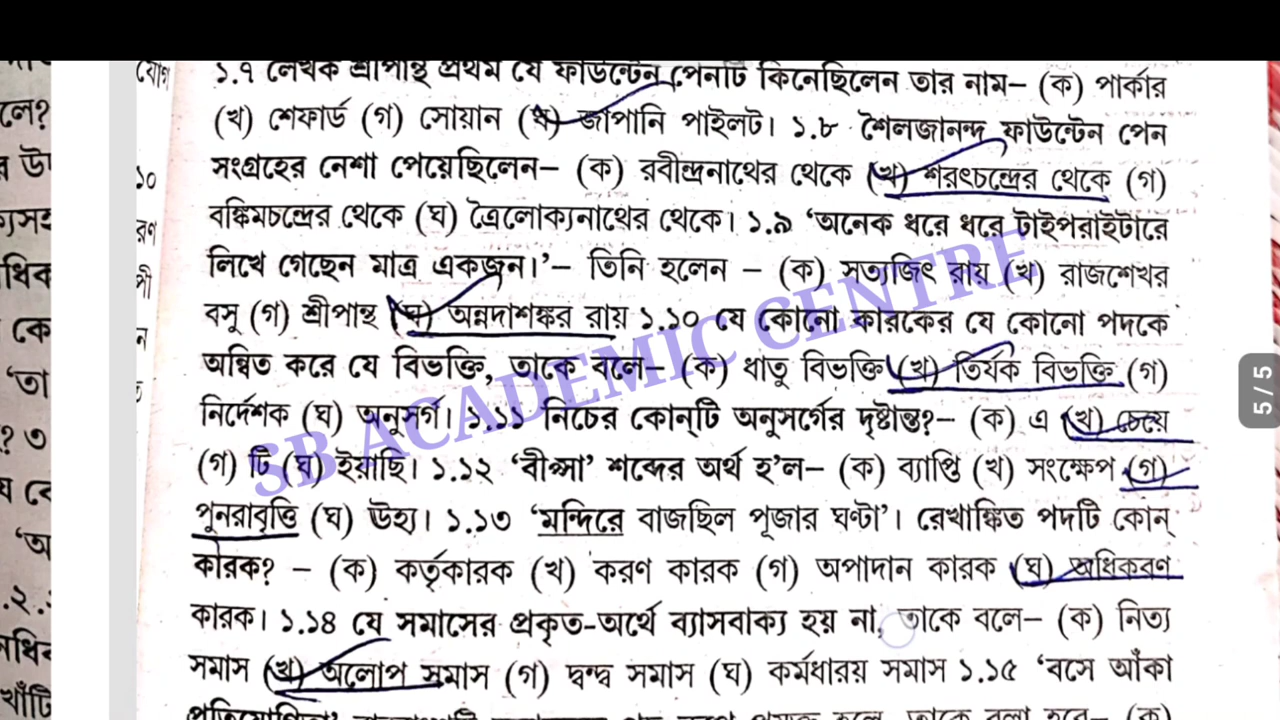 যোগ
১.৭ লেখক শ্রীপান্থ প্রথম যে ফাউন্টেন পেনটি কিনেছিলেন তার নাম– (ক) পার্কার
(খ) শেফার্ড (গ) সোয়ান (ঘ) জাপানি পাইলট। ১.৮ শৈলজানন্দ ফাউন্টেন পেন
সংগ্রহের নেশা পেয়েছিলেন– (ক) রবীন্দ্রনাথের থেকে (খ) শরৎচন্দ্রের থেকে (গ)
বঙ্কিমচন্দ্রের থেকে (ঘ) ত্রৈলোক্যনাথের থেকে। ১.৯ ‘অনেক ধরে ধরে টাইপরাইটারে
লিখে গেছেন মাত্র একজন।’– তিনি হলেন – (ক) সত্যজিৎ রায় (খ) রাজশেখর
বসু (গ) শ্রীপান্থ (ঘ) অন্নদাশঙ্কর রায় ১.১০ যে কোনো কারকের যে কোনো পদকে
অন্বিত করে যে বিভক্তি, তাকে বলে– (ক) ধাতু বিভক্তি (খ) তির্যক বিভক্তি (গ)
নির্দেশক (ঘ) অনুসর্গ। ১.১১ নিচের কোন্‌টি অনুসর্গের দৃষ্টান্ত?– (ক) এ (খ) চেয়ে
(গ) টি (ঘ) ইয়াছি। ১.১২ ‘বীপ্সা’ শব্দের অর্থ হ’ল– (ক) ব্যাপ্তি (খ) সংক্ষেপ (গ)
পুনরাবৃত্তি (ঘ) ঊহ্য। ১.১৩ ‘মন্দিরে বাজছিল পূজার ঘণ্টা’। রেখাঙ্কিত পদটি কোন্
কারক? – (ক) কর্তৃকারক (খ) করণ কারক (গ) অপাদান কারক (ঘ) অধিকরণ
কারক। ১.১৪ যে সমাসের প্রকৃত-অর্থে ব্যাসবাক্য হয় না, তাকে বলে– (ক) নিত্য
সমাস (খ) অলোপ সমাস (গ) দ্বন্দ্ব সমাস (ঘ) কর্মধারয় সমাস ১.১৫ ‘বসে আঁকা
SB ACADEMIC CENTRE
5 / 5